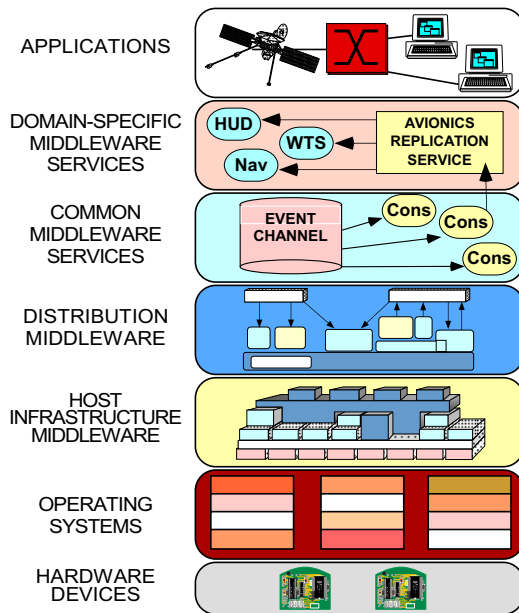 APPLICATIONS
DOMAIN-SPECIFIC
MIDDLEWARE
SERVICES
HUD
WTS
Nav
AVIONICS
REPLICATION
SERVICE
COMMON
MIDDLEWARE
SERVICES
EVENT
CHANNEL
Cons
Cons
Cons
DISTRIBUTION
MIDDLEWARE
HOST
INFRASTRUCTURE
MIDDLEWARE
OPERATING
SYSTEMS
HARDWARE
DEVICES